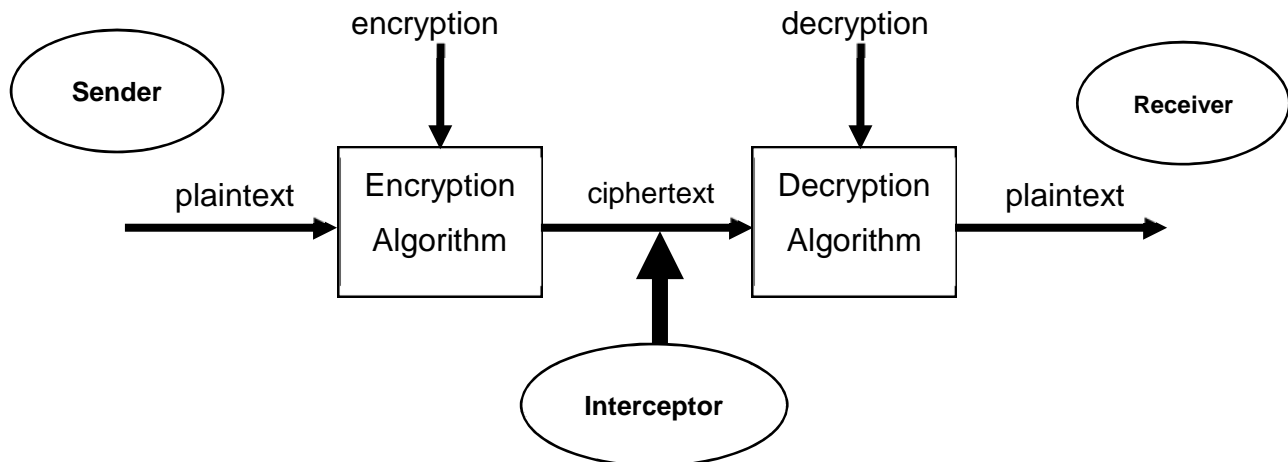 encryption
decryption
Sender
Receiver
plaintext
Encryption
Algorithm
ciphertext
Decryption
Algorithm
plaintext
Interceptor